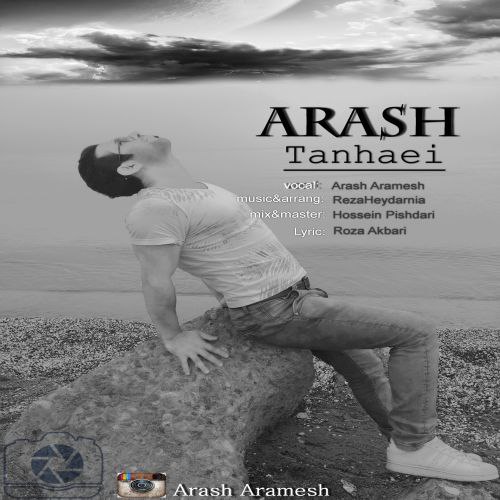 ARASH
Tanhaei
vocal: Arash Aramesh
music&arrang: RezaHeydarnia
mix&master: Hossein Pishdari
Lyric: Roza Akbari
Arash Aramesh